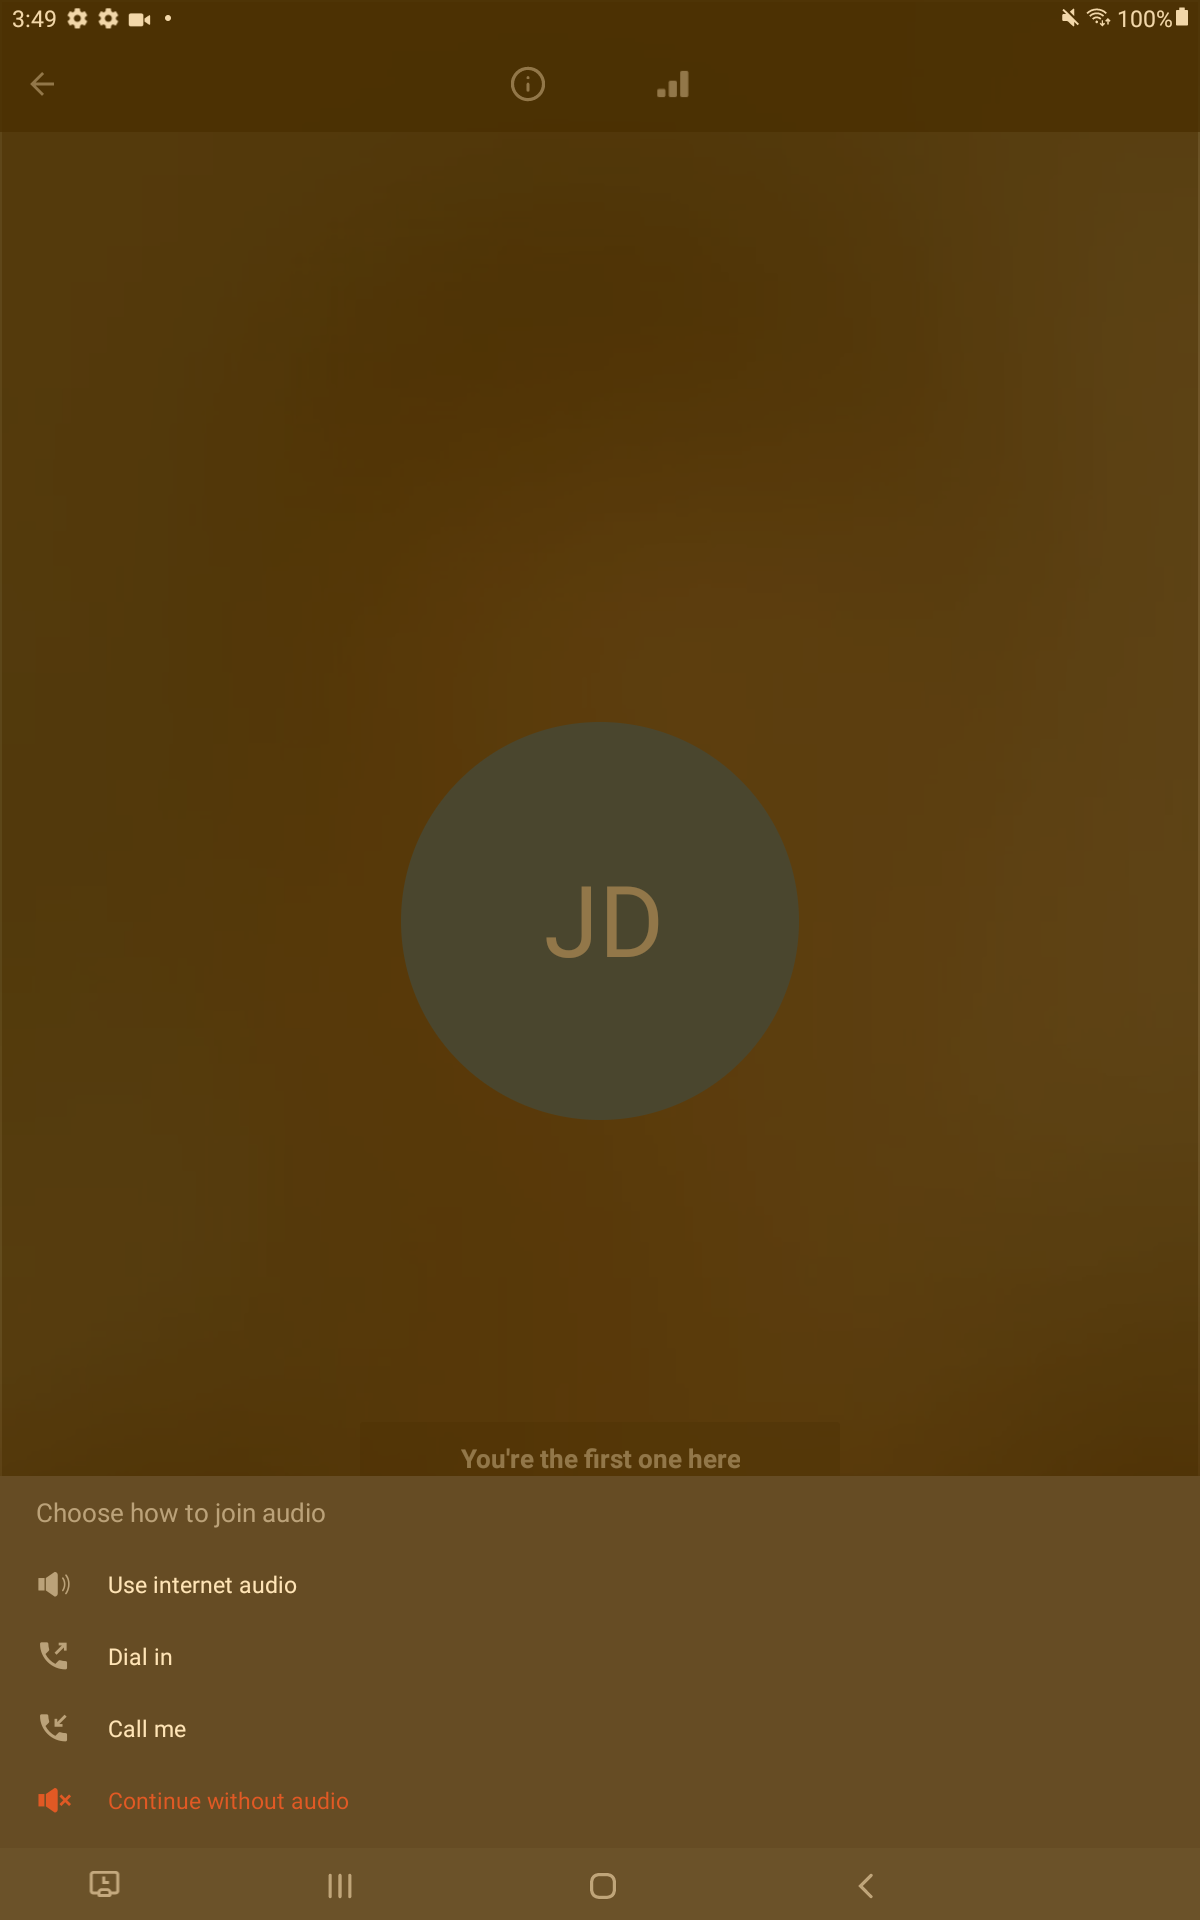 3:49
100%
JD
You're the first one here
Choose how to join audio
Use internet audio
Dial in
Call me
Continue without audio